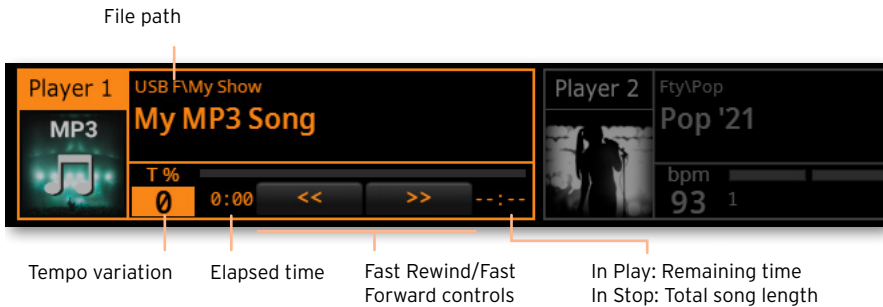 File path
Player 1
USB F\My Show
My MP3 Song
MP3
T %
0
0:00
<<
>>
--:--
Player 2
Fty\Pop
Pop '21
bpm
93
1
Tempo variation
Elapsed time
Fast Rewind/Fast
Forward controls
In Play: Remaining time
In Stop: Total song length